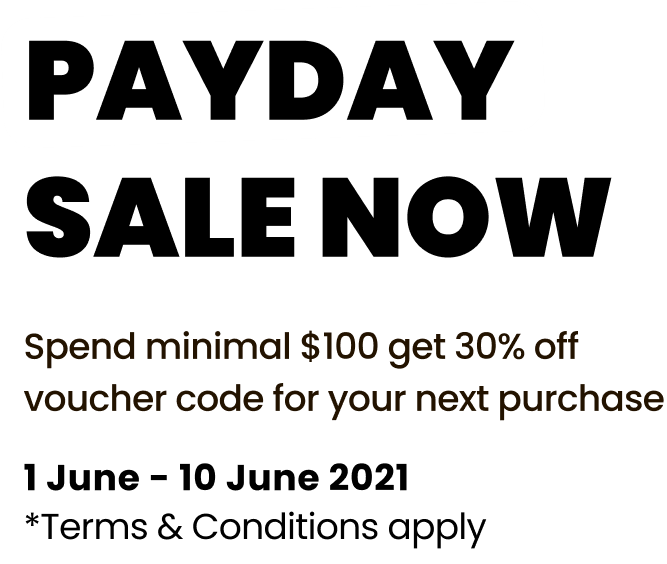 PAYDAY
SALE NOW
Spend minimal $100 get 30% off
voucher code for your next purchase
1 June - 10 June 2021
*Terms & Conditions apply